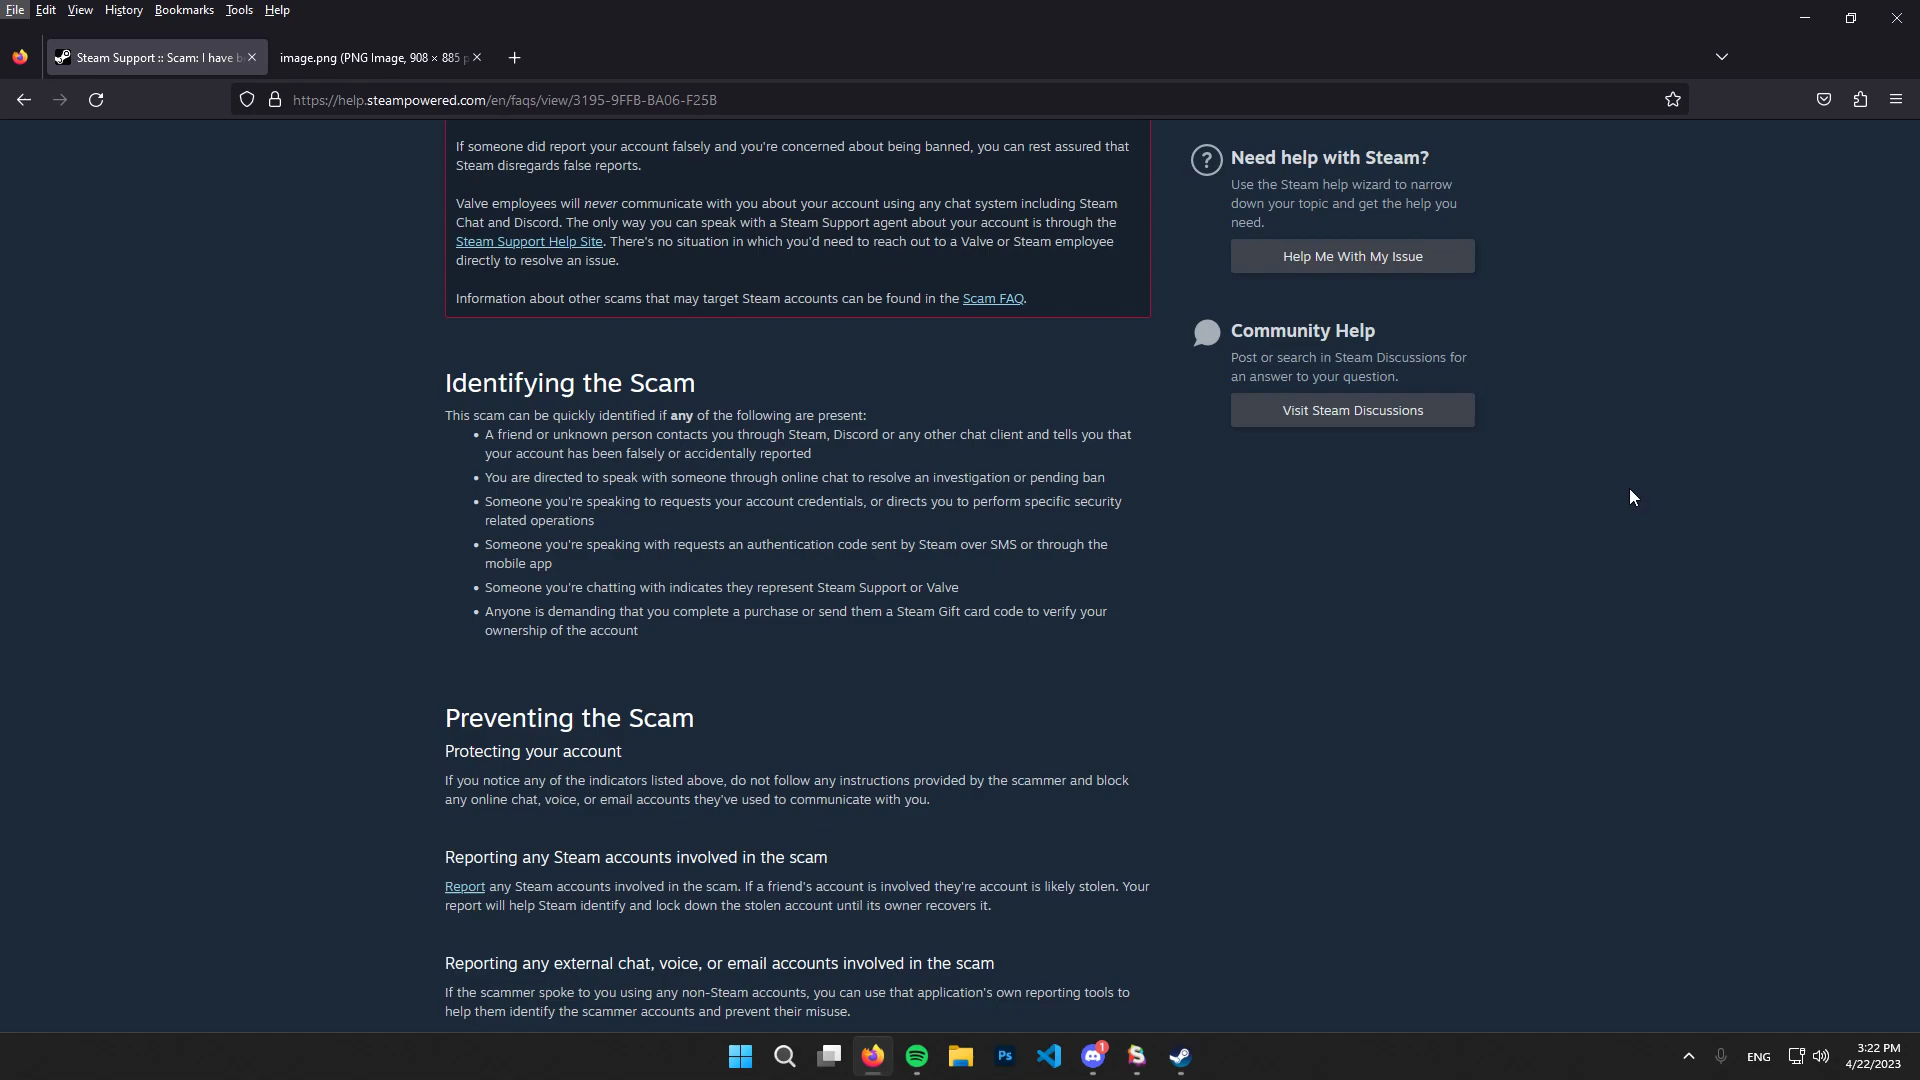 File Edit View History Bookmarks Tools Help
Steam Support :: Scam: I have b
image.png (PNG Image, 908 × 885 p
https://help.steampowered.com/en/faqs/view/3195-9FFB-BA06-F25B
If someone did report your account falsely and you're concerned about being banned, you can rest assured that
Steam disregards false reports.
Valve employees will never communicate with you about your account using any chat system including Steam
Chat and Discord. The only way you can speak with a Steam Support agent about your account is through the
Steam Support Help Site. There's no situation in which you'd need to reach out to a Valve or Steam employee
directly to resolve an issue.
Information about other scams that may target Steam accounts can be found in the Scam FAQ.
Identifying the Scam
This scam can be quickly identified if any of the following are present:
• A friend or unknown person contacts you through Steam, Discord or any other chat client and tells you that
your account has been falsely or accidentally reported
• You are directed to speak with someone through online chat to resolve an investigation or pending ban
• Someone you're speaking to requests your account credentials, or directs you to perform specific security
related operations
• Someone you're speaking with requests an authentication code sent by Steam over SMS or through the
mobile app
• Someone you're chatting with indicates they represent Steam Support or Valve
• Anyone is demanding that you complete a purchase or send them a Steam Gift card code to verify your
ownership of the account
Preventing the Scam
Protecting your account
If you notice any of the indicators listed above, do not follow any instructions provided by the scammer and block
any online chat, voice, or email accounts they've used to communicate with you.
Reporting any Steam accounts involved in the scam
Report any Steam accounts involved in the scam. If a friend's account is involved they're account is likely stolen. Your
report will help Steam identify and lock down the stolen account until its owner recovers it.
Reporting any external chat, voice, or email accounts involved in the scam
If the scammer spoke to you using any non-Steam accounts, you can use that application's own reporting tools to
help them identify the scammer accounts and prevent their misuse.
?
Need help with Steam?
Use the Steam help wizard to narrow
down your topic and get the help you
need.
Help Me With My Issue
Community Help
Post or search in Steam Discussions for
an answer to your question.
Visit Steam Discussions
Ps
1
S
ENG
3:22 PM
4/22/2023